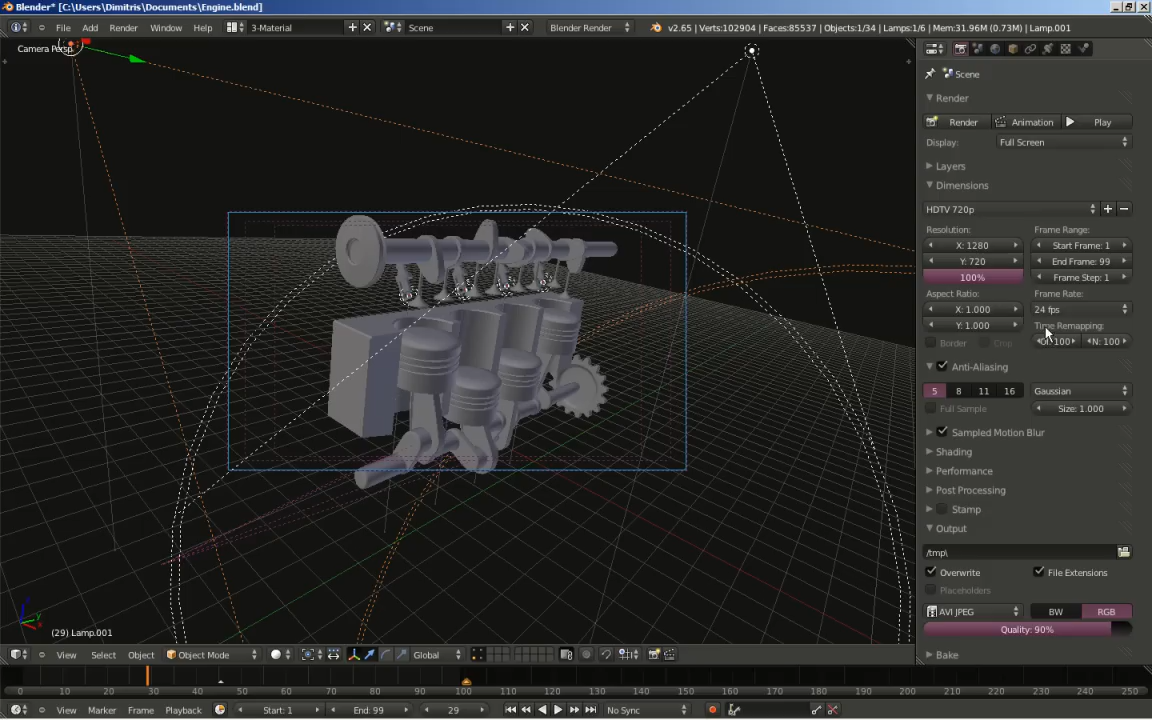 Blender* [C:\Users\Dimitris\Documents\Engine.blend]
File Add Render Window Help 3-Material Scene Blender Render v2.65 | Verts:102904 | Faces:85537 | Objects:1/34 | Lamps:1/6 | Mem:31.96M (0.73M) | Lamp.001
Camera Persp
Scene
Render
Render Animation Play
Display: Full Screen
Layers
Dimensions
HDTV 720p
Resolution: Frame Range:
X: 1280 Start Frame: 1
Y: 720 End Frame: 99
100% Frame Step: 1
Aspect Ratio: Frame Rate:
X: 1.000 24 fps
Y: 1.000 Time Remapping:
Border Crop 100 N: 100
Anti-Aliasing
5 8 11 16 Gaussian
Full Sample Size: 1.000
Sampled Motion Blur
Shading
Performance
Post Processing
Stamp
Output
/tmp\
Overwrite File Extensions
Placeholders
AVI JPEG BW RGB
Quality: 90%
Bake
(29) Lamp.001
View Select Object Object Mode Global
0 10 20 30 40 50 60 70 80 90 100 110 120 130 140 150 160 170 180 190 200 210 220 230 240 250
View Marker Frame Playback Start: 1 End: 99 29 No Sync